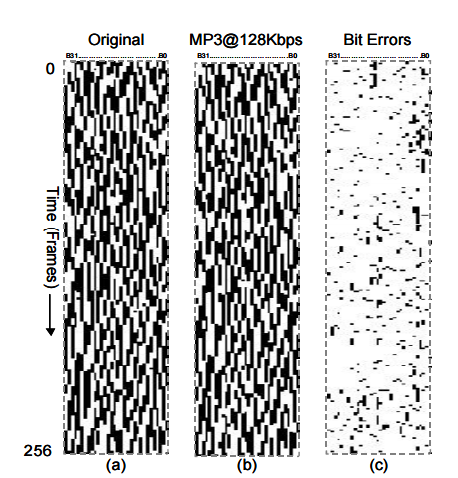 Original MP3@128Kbps Bit Errors
B31 B0 B31 B0 B31 B0
0
Time (Frames)
256
(a) (b) (c)